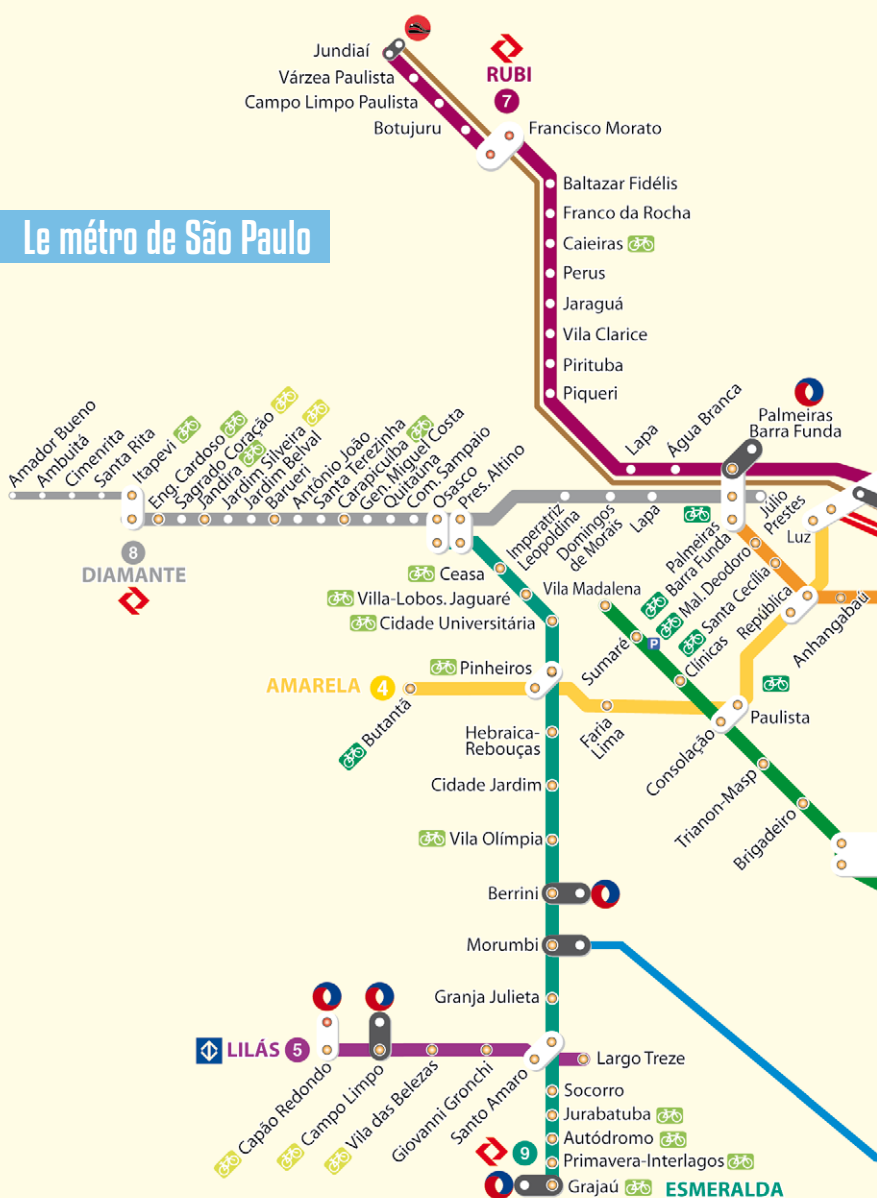 Jundiaí
Várzea Paulista
Campo Limpo Paulista
Botujuru
RUBI
7
Francisco Morato
Baltazar Fidélis
Franco da Rocha
Caieiras
Perus
Jaraguá
Vila Clarice
Pirituba
Piqueri
Le métro de São Paulo
Lapa
Água Branca
Palmeiras
Barra Funda
Amador Bueno
Ambuitá
Cimenrita
Santa Rita
Itapevi
Eng. Cardoso
Sagrado Coração
Jandira
Jardim Silveira
Jardim Belval
Barueri
Antônio João
Santa Terezinha
Carapicuíba
Gen. Miguel Costa
Quitaúna
Com. Sampaio
Osasco
Pres. Altino
Imperatriz
Leopoldina
Domingos
de Morais
Lapa
Palmeiras
Barra Funda
Júlio
Prestes
Luz
8
DIAMANTE
Ceasa
Villa-Lobos. Jaguaré
Cidade Universitária
Vila Madalena
Mal. Deodoro
Santa Cecília
República
Anhangabaú
Sumaré
P
Clínicas
Pinheiros
AMARELA 4
Butantã
Faria
Lima
Paulista
Consolação
Trianon-Masp
Brigadeiro
Hebraica-
Rebouças
Cidade Jardim
Vila Olímpia
Berrini
Morumbi
Granja Julieta
LILÁS 5
Capão Redondo
Campo Limpo
Vila das Belezas
Giovanni Gronchi
Santo Amaro
Largo Treze
Socorro
Jurabatuba
Autódromo
9
Primavera-Interlagos
Grajaú
ESMERALDA